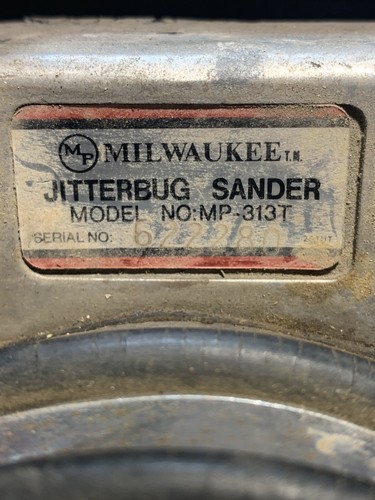 MP MILWAUKEE T.M.
JITTERBUG SANDER
MODEL NO:MP-313T
SERIAL NO: